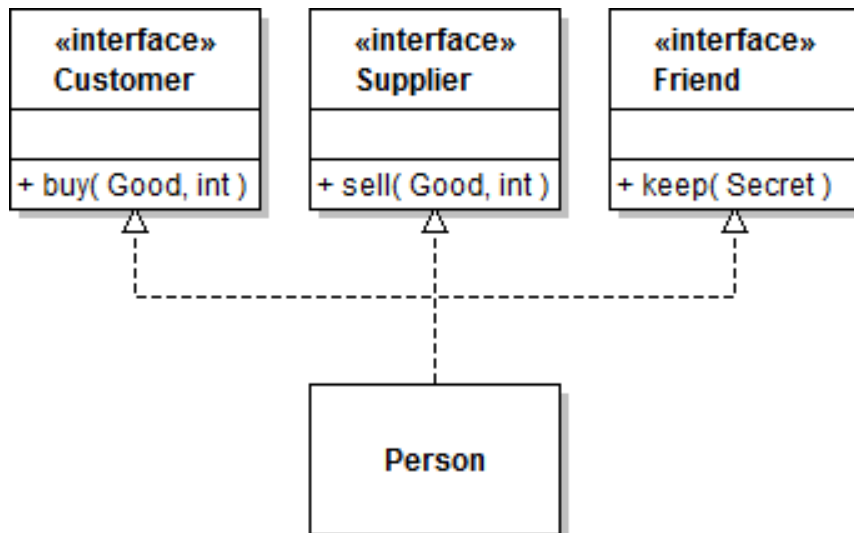 «interface»
Customer
+ buy( Good, int )
«interface»
Supplier
+ sell( Good, int )
«interface»
Friend
+ keep( Secret )
Person